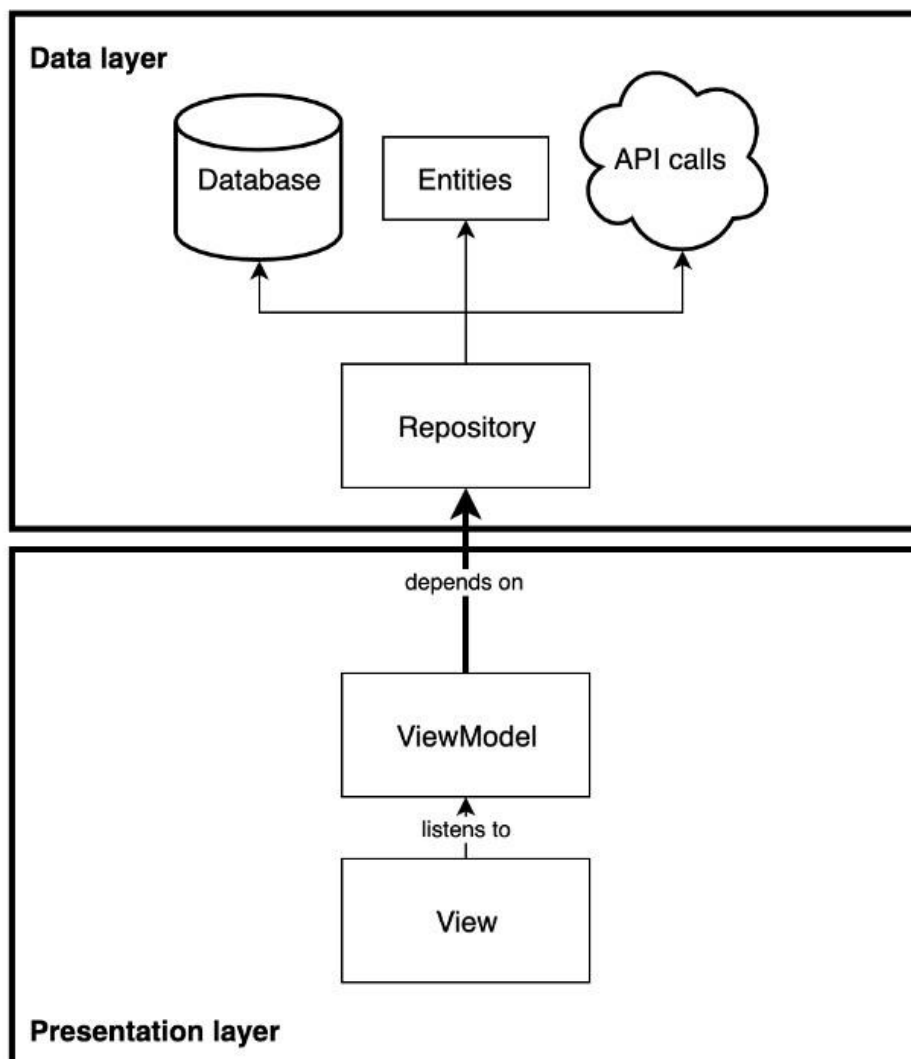 Data layer
Database
Entities
API calls
Repository
depends on
ViewModel
listens to
View
Presentation layer